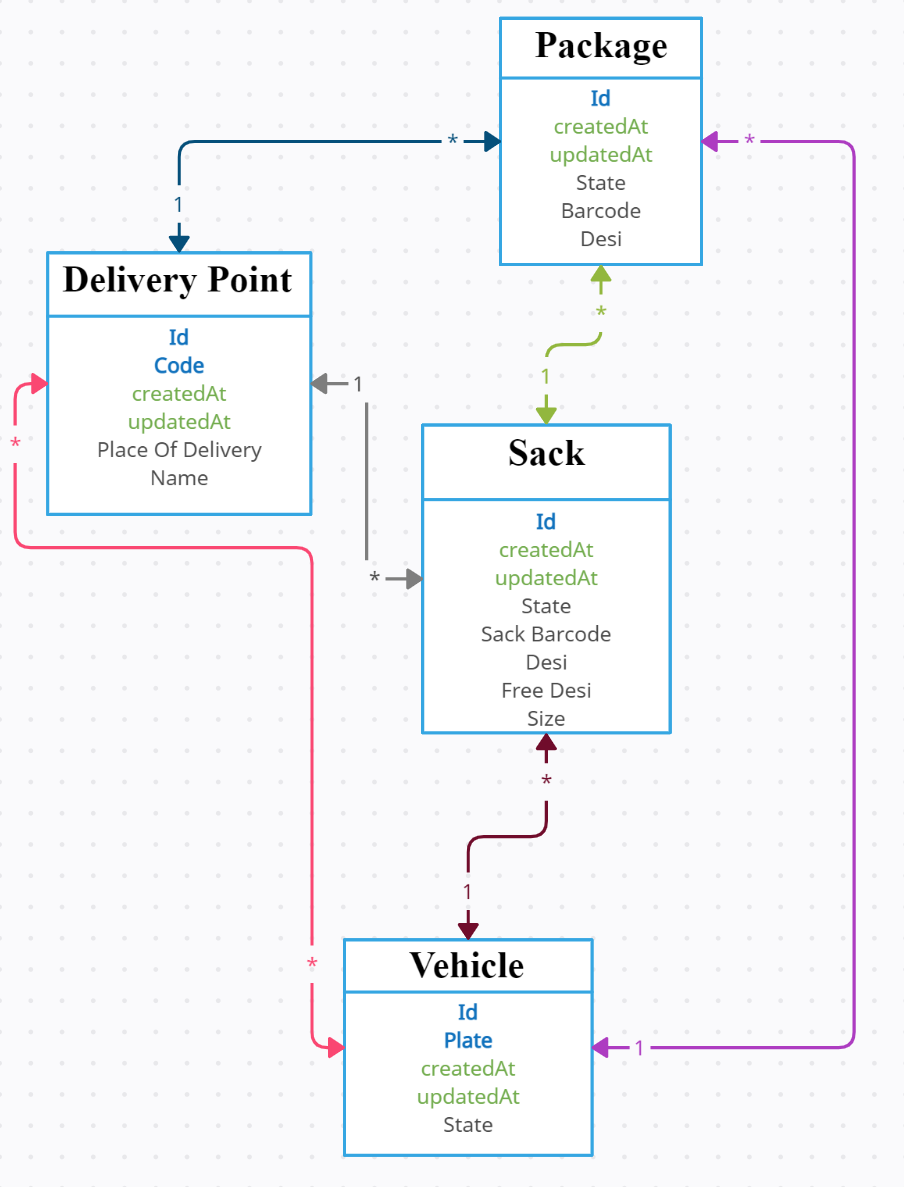 Package
Id
createdAt
updatedAt
State
Barcode
Desi
*
*
1
Delivery Point
Id
Code
createdAt
updatedAt
Place Of Delivery
Name
*
1
*
1
Sack
Id
createdAt
updatedAt
State
Sack Barcode
Desi
Free Desi
Size
*
*
1
*
Vehicle
Id
Plate
createdAt
updatedAt
State
1